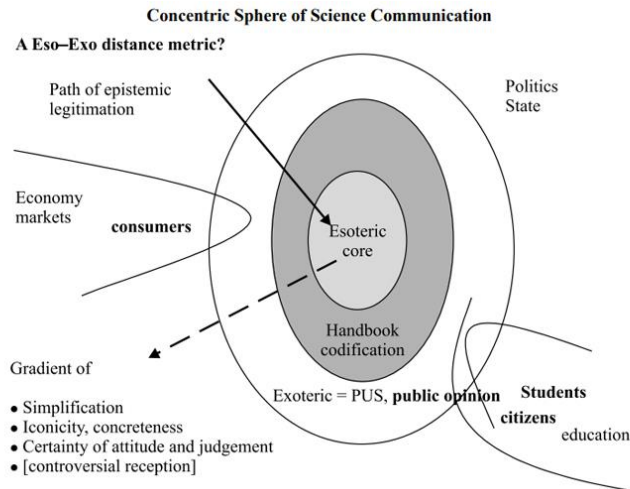 Concentric Sphere of Science Communication
A Eso–Exo distance metric?
Path of epistemic
legitimation
Politics
State
Economy
markets
consumers
Esoteric
core
Handbook
codification
Gradient of
• Simplification
• Iconicity, concreteness
• Certainty of attitude and judgement
• [controversial reception]
Exoteric = PUS, public opinion
Students
citizens
education